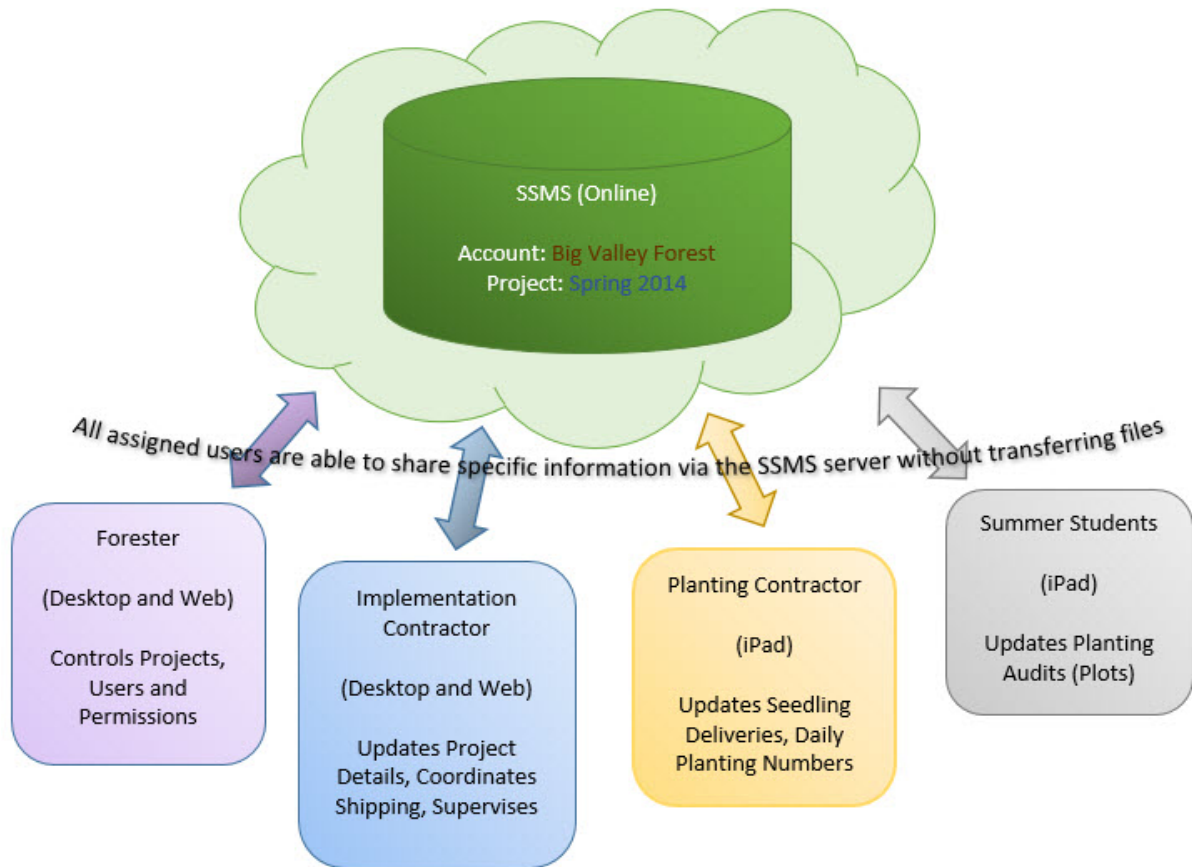 SSMS (Online)
Account: Big Valley Forest
Project: Spring 2014
All assigned users are able to share specific information via the SSMS server without transferring files
Forester
(Desktop and Web)
Controls Projects,
Users and
Permissions
Implementation
Contractor
(Desktop and Web)
Updates Project
Details, Coordinates
Shipping, Supervises
Planting Contractor
(iPad)
Updates Seedling
Deliveries, Daily
Planting Numbers
Summer Students
(iPad)
Updates Planting
Audits (Plots)